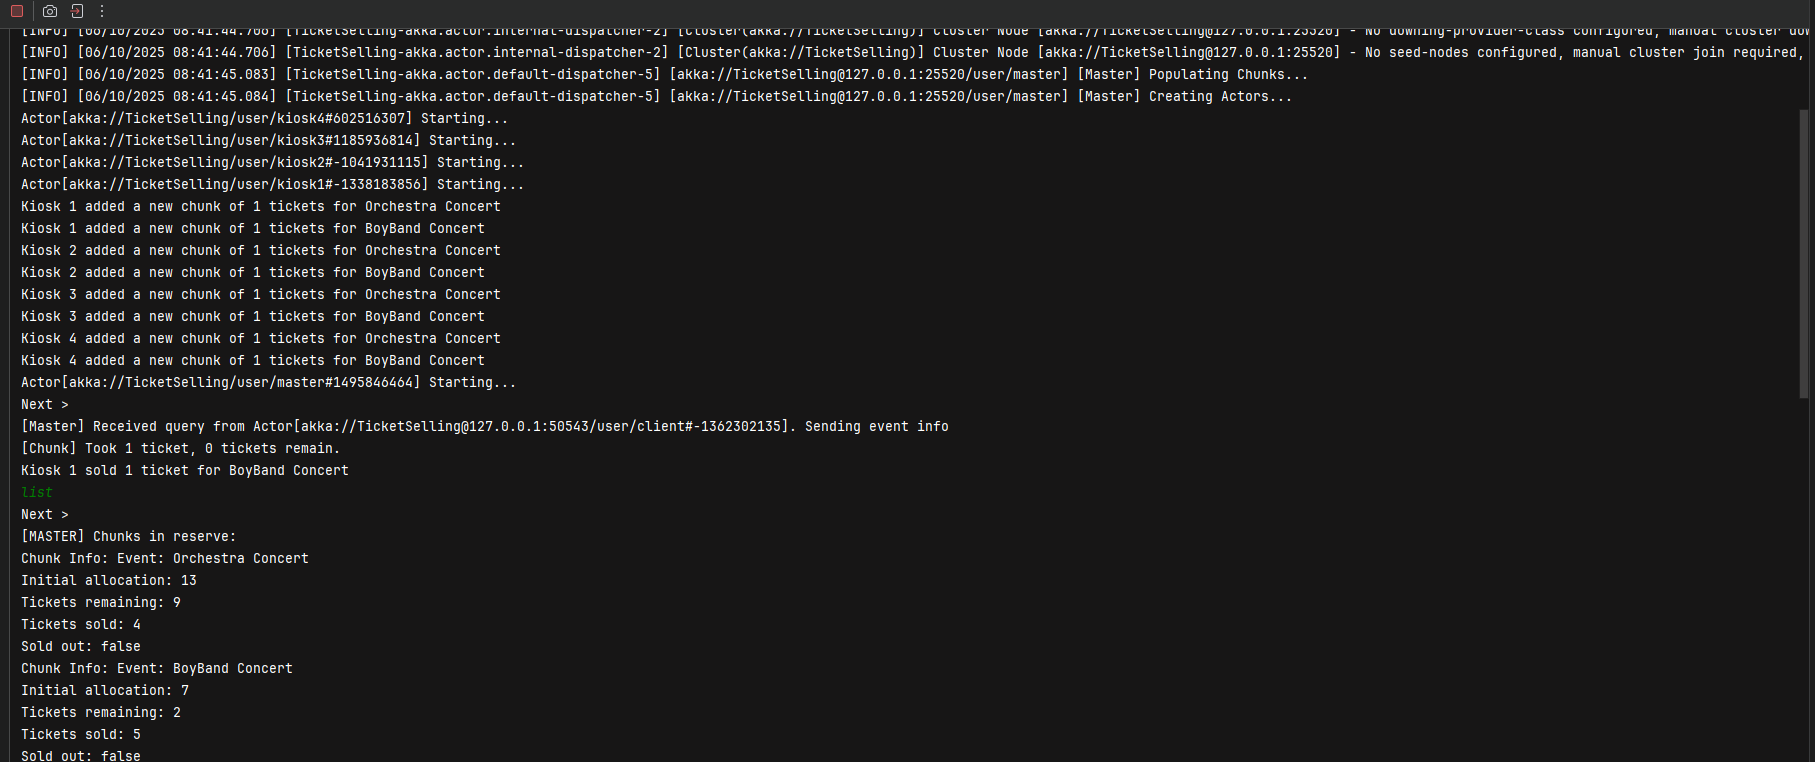 [INFO] [06/10/2025 08:41:44.706] [TicketSelling-akka.actor.internal-dispatcher-2] [Cluster(akka://TicketSelling)] Cluster Node [akka://TicketSelling@127.0.0.1:25520] - No downing-provider-class configured, manual cluster dow
[INFO] [06/10/2025 08:41:44.706] [TicketSelling-akka.actor.internal-dispatcher-2] [Cluster(akka://TicketSelling)] Cluster Node [akka://TicketSelling@127.0.0.1:25520] - No seed-nodes configured, manual cluster join required,
[INFO] [06/10/2025 08:41:45.083] [TicketSelling-akka.actor.default-dispatcher-5] [akka://TicketSelling@127.0.0.1:25520/user/master] [Master] Populating Chunks...
[INFO] [06/10/2025 08:41:45.084] [TicketSelling-akka.actor.default-dispatcher-5] [akka://TicketSelling@127.0.0.1:25520/user/master] [Master] Creating Actors...
Actor[akka://TicketSelling/user/kiosk4#602516307] Starting...
Actor[akka://TicketSelling/user/kiosk3#1185936814] Starting...
Actor[akka://TicketSelling/user/kiosk2#-1041931115] Starting...
Actor[akka://TicketSelling/user/kiosk1#-1338183856] Starting...
Kiosk 1 added a new chunk of 1 tickets for Orchestra Concert
Kiosk 1 added a new chunk of 1 tickets for BoyBand Concert
Kiosk 2 added a new chunk of 1 tickets for Orchestra Concert
Kiosk 2 added a new chunk of 1 tickets for BoyBand Concert
Kiosk 3 added a new chunk of 1 tickets for Orchestra Concert
Kiosk 3 added a new chunk of 1 tickets for BoyBand Concert
Kiosk 4 added a new chunk of 1 tickets for Orchestra Concert
Kiosk 4 added a new chunk of 1 tickets for BoyBand Concert
Actor[akka://TicketSelling/user/master#1495846464] Starting...
Next >
[Master] Received query from Actor[akka://TicketSelling@127.0.0.1:50543/user/client#-1362302135]. Sending event info
[Chunk] Took 1 ticket, 0 tickets remain.
Kiosk 1 sold 1 ticket for BoyBand Concert
list
Next >
[MASTER] Chunks in reserve:
Chunk Info: Event: Orchestra Concert
Initial allocation: 13
Tickets remaining: 9
Tickets sold: 4
Sold out: false
Chunk Info: Event: BoyBand Concert
Initial allocation: 7
Tickets remaining: 2
Tickets sold: 5
Sold out: false